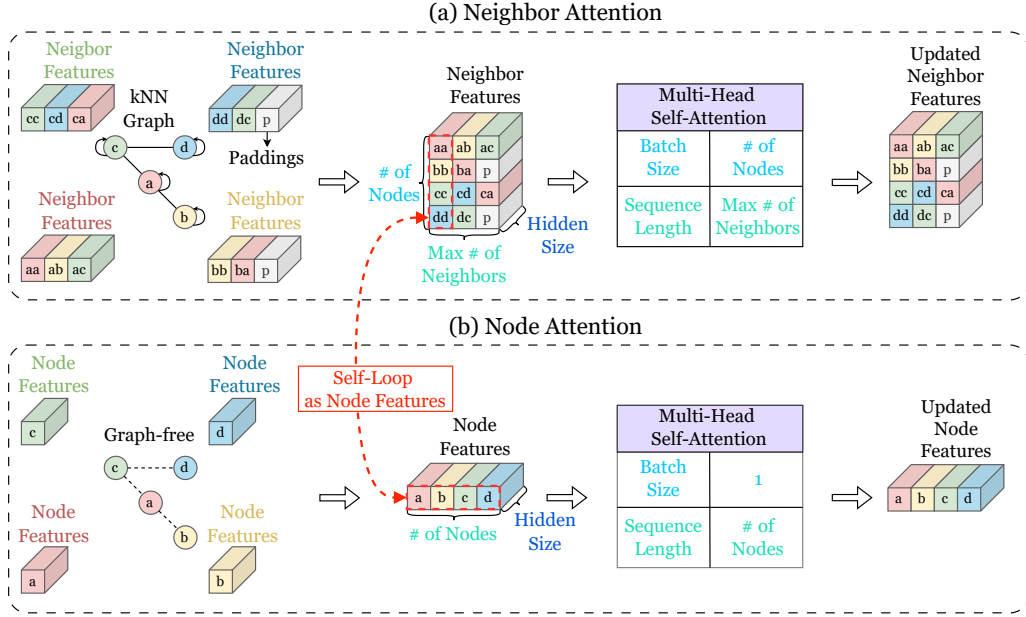 (a) Neighbor Attention
Neigbor
Features
cc cd ca
kNN
Graph
Neighbor
Features
dd dc p
Paddings
c
d
a
b
Neighbor
Features
aa ab ac
Neighbor
Features
bb ba p
Neighbor
Features
# of
Nodes
aa ab ac
bb ba p
cc cd ca
dd dc p
Max # of
Neighbors
Hidden
Size
Multi-Head
Self-Attention
Batch
Size
# of
Nodes
Sequence
Length
Max # of
Neighbors
Updated
Neighbor
Features
aa ab ac
bb ba p
cc cd ca
dd dc p
(b) Node Attention
Node
Features
c
Node
Features
d
Graph-free
c
d
a
b
Node
Features
a
Node
Features
b
Self-Loop
as Node Features
Node
Features
a b c d
# of Nodes
Hidden
Size
Multi-Head
Self-Attention
Batch
Size
1
Sequence
Length
# of
Nodes
Updated
Node
Features
a b c d